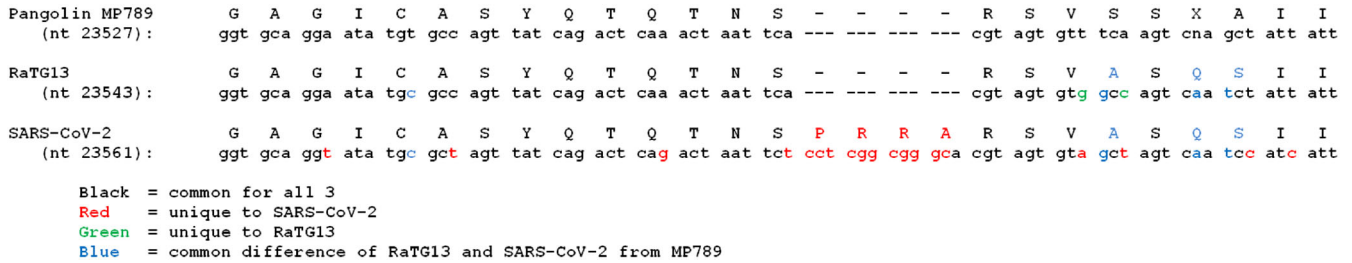 Pangolin MP789 G A G I C A S Y Q T Q T N S - - - - R S V S S X A I I
(nt 23527): ggt gca gga ata tgt gcc agt tat cag act caa act aat tca --- --- --- --- cgt agt gtt tca agt cna gct att att
RaTG13 G A G I C A S Y Q T Q T N S - - - - R S V A S Q S I I
(nt 23543): ggt gca gga ata tgc gcc agt tat cag act caa act aat tca --- --- --- --- cgt agt gtg gcc agt caa tct att att
SARS-CoV-2 G A G I C A S Y Q T Q T N S P R R A R S V A S Q S I I
(nt 23561): ggt gca ggt ata tgc gct agt tat cag act cag act aat tct cct cgg cgg gca cgt agt gta gct agt caa tcc atc att
Black = common for all 3
Red = unique to SARS-CoV-2
Green = unique to RaTG13
Blue = common difference of RaTG13 and SARS-CoV-2 from MP789